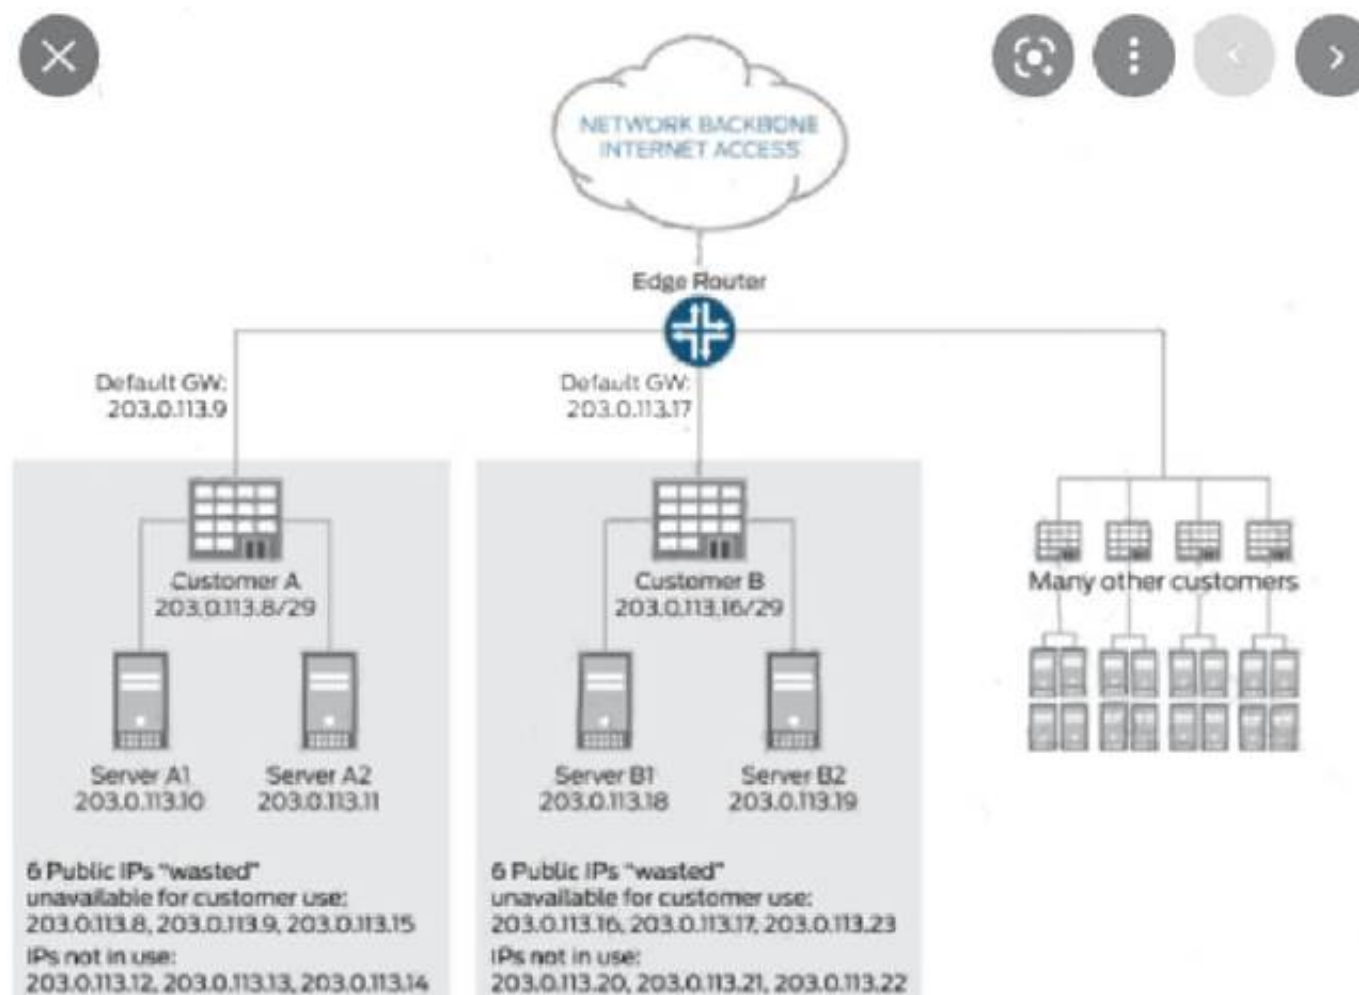 NETWORK BACKBONE
INTERNET ACCESS
Edge Router
Default GW:
203.0.113.9
Default GW:
203.0.113.17
Customer A
203.0.113.8/29
Customer B
203.0.113.16/29
Many other customers
Server A1
203.0.113.10
Server A2
203.0.113.11
Server B1
203.0.113.18
Server B2
203.0.113.19
6 Public IPs "wasted"
unavailable for customer use:
203.0.113.8, 203.0.113.9, 203.0.113.15
IPs not in use:
203.0.113.12, 203.0.113.13, 203.0.113.14
6 Public IPs "wasted"
unavailable for customer use:
203.0.113.16, 203.0.113.17, 203.0.113.23
IPs not in use:
203.0.113.20, 203.0.113.21, 203.0.113.22